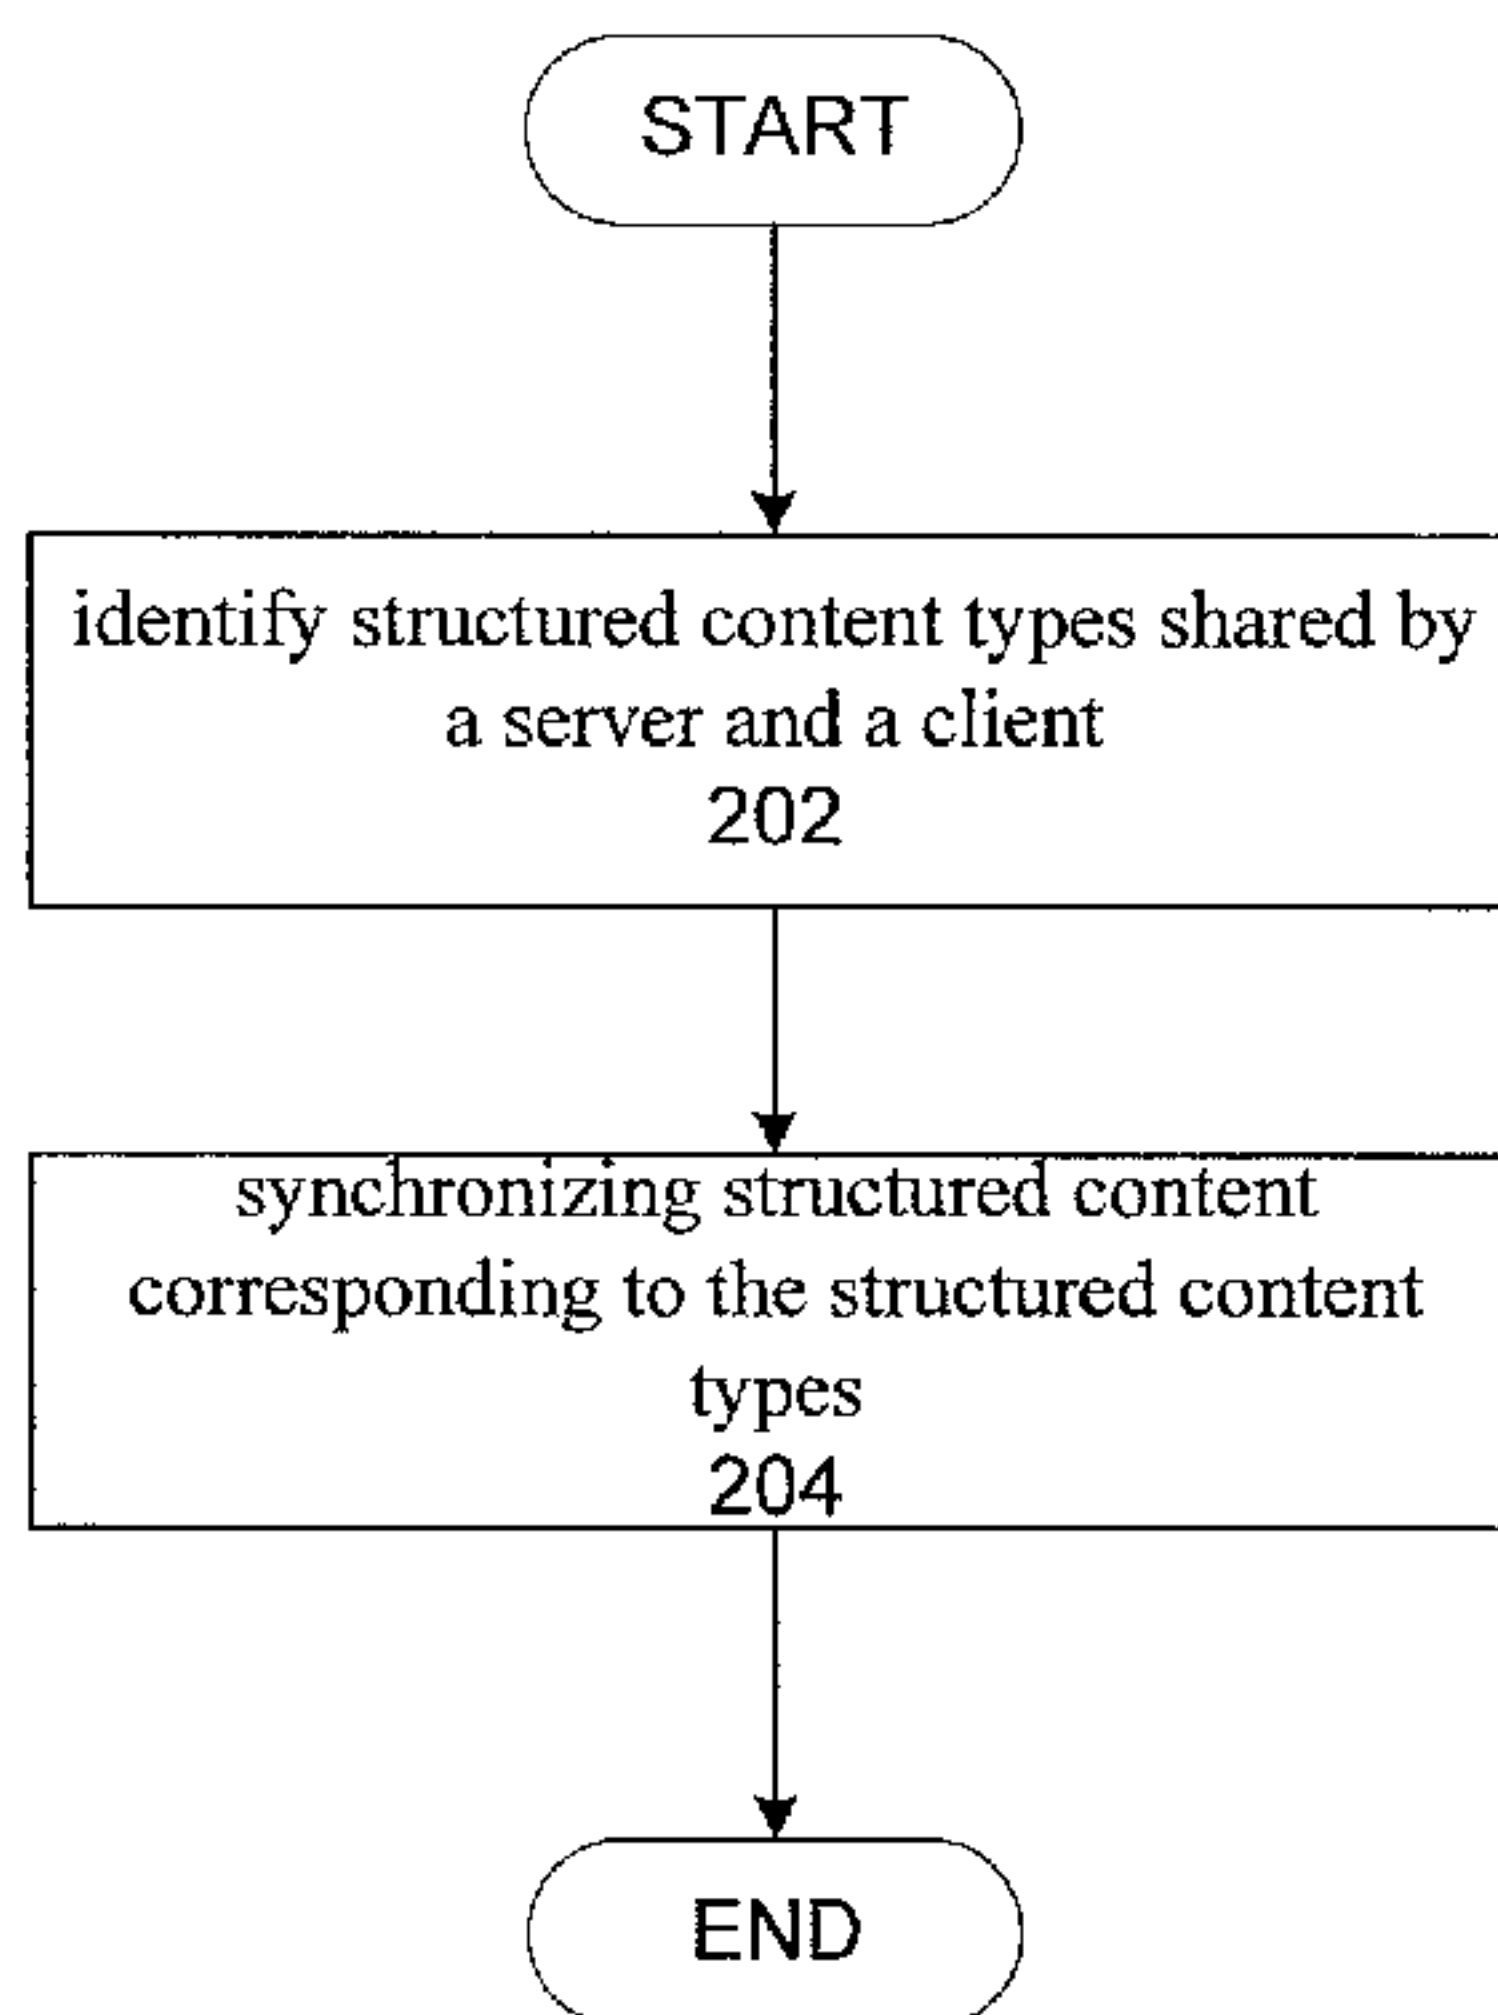 START
identify structured content types shared by
a server and a client
202
synchronizing structured content
corresponding to the structured content
types
204
END